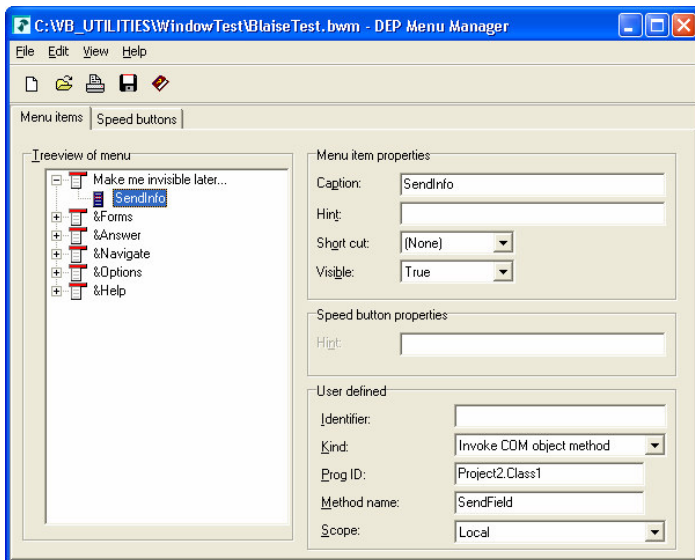 C:\WB_UTILITIES\WindowTest\BlaiseTest.bwm - DEP Menu Manager
File Edit View Help
Menu items Speed buttons
Treeview of menu
Make me invisible later...
SendInfo
&Forms
&Answer
&Navigate
&Options
&Help
Menu item properties
Caption: SendInfo
Hint:
Short cut: (None)
Visible: True
Speed button properties
Hint:
User defined
Identifier:
Kind: Invoke COM object method
Prog ID: Project2.Class1
Method name: SendField
Scope: Local